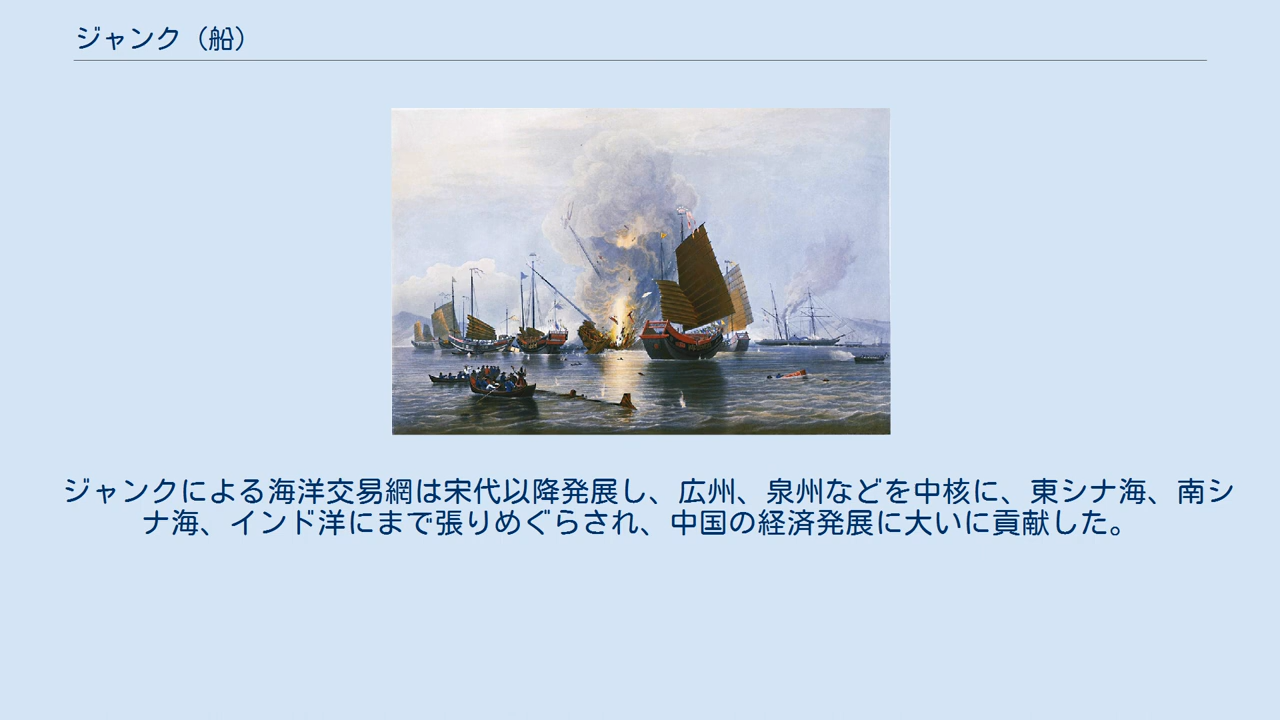 ジャンク（船）
ジャンクによる海洋交易網は宋代以降発展し、広州、泉州などを中核に、東シナ海、南シ
ナ海、インド洋にまで張りめぐらされ、中国の経済発展に大いに貢献した。